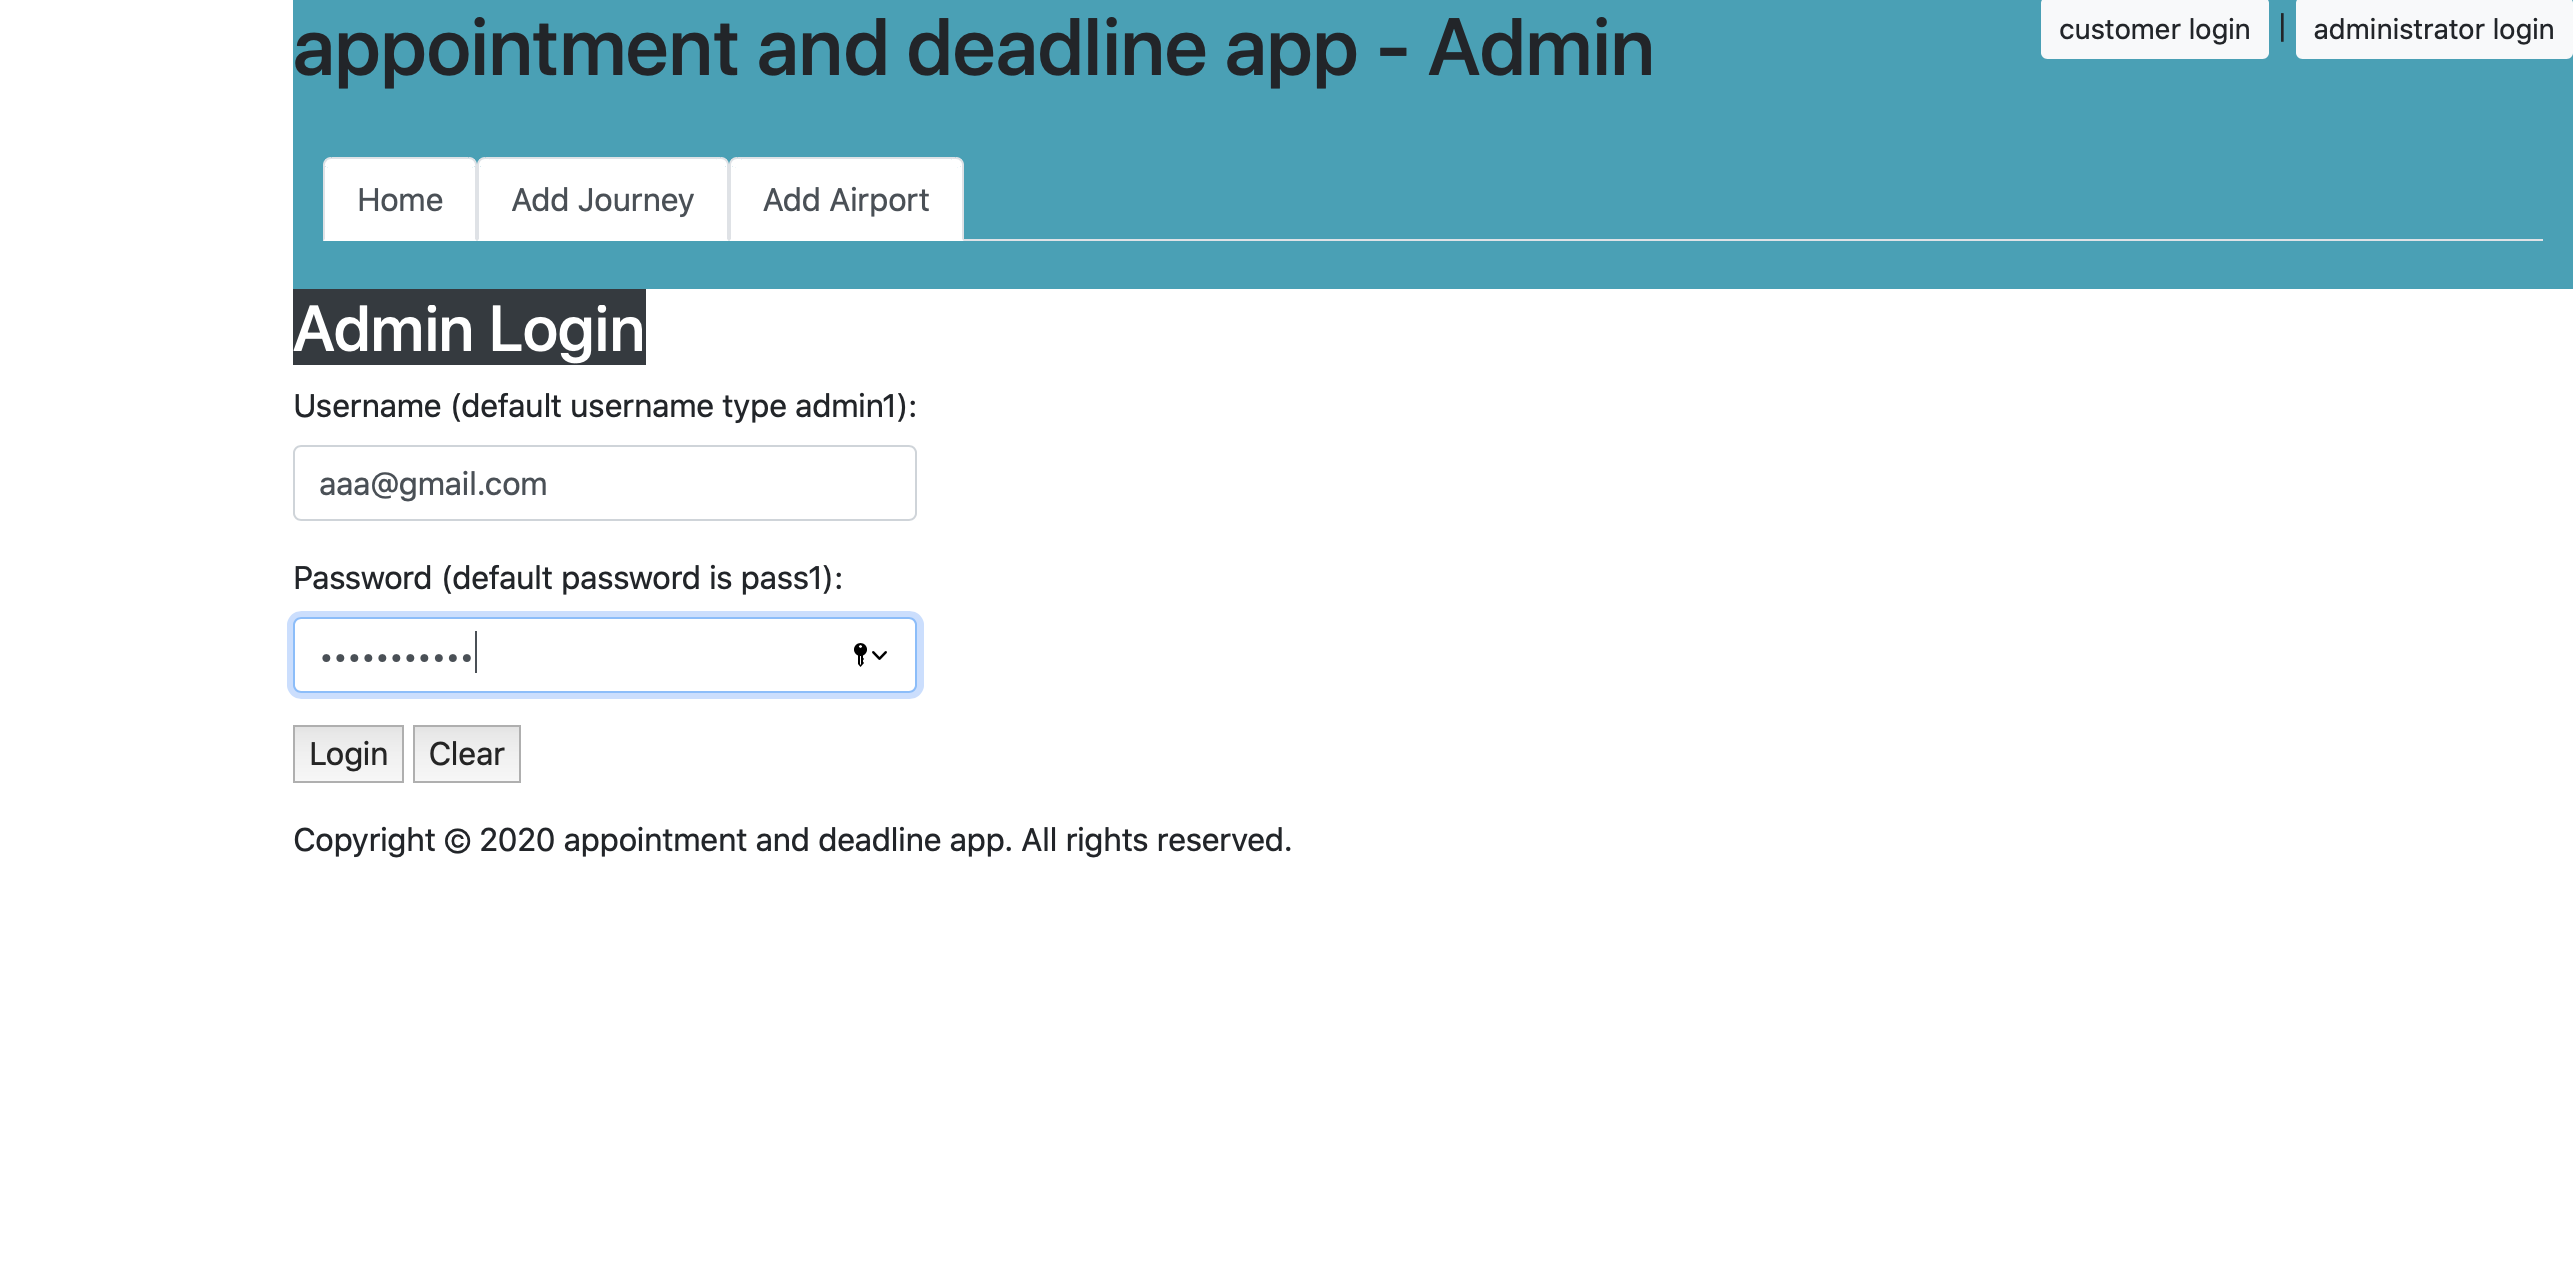 appointment and deadline app - Admin
customer login | administrator login
Home Add Journey Add Airport
Admin Login
Username (default username type admin1):
aaa@gmail.com
Password (default password is pass1):
•••••••••••
Login Clear
Copyright © 2020 appointment and deadline app. All rights reserved.